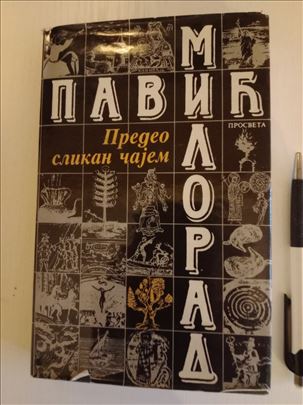 МИЛОРАД
ПАВИЋ
ПРОСВЕТА
Предео
сликан чајем